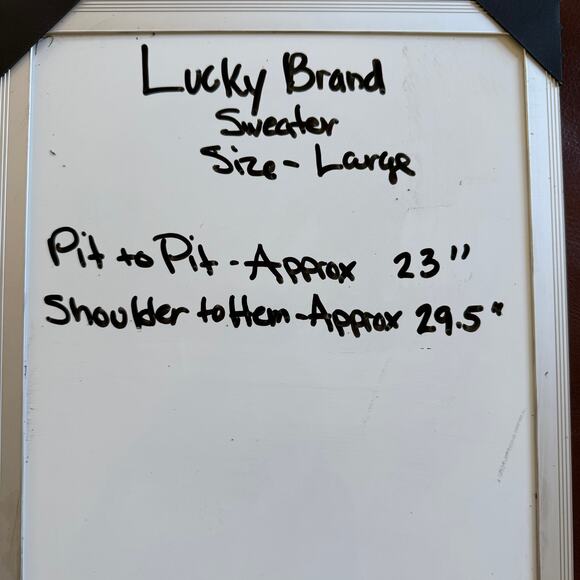 Lucky Brand
Sweater
Size - Large
Pit to Pit - Approx 23"
Shoulder to Hem - Approx 29.5"